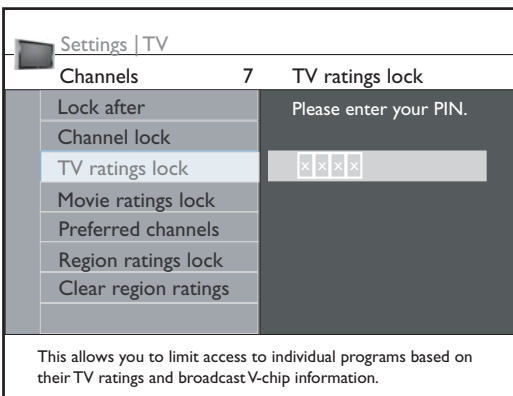 Settings | TV
Channels 7 TV ratings lock
Lock after
Please enter your PIN.
Channel lock
TV ratings lock
x x x x
Movie ratings lock
Preferred channels
Region ratings lock
Clear region ratings
This allows you to limit access to individual programs based on
their TV ratings and broadcast V-chip information.